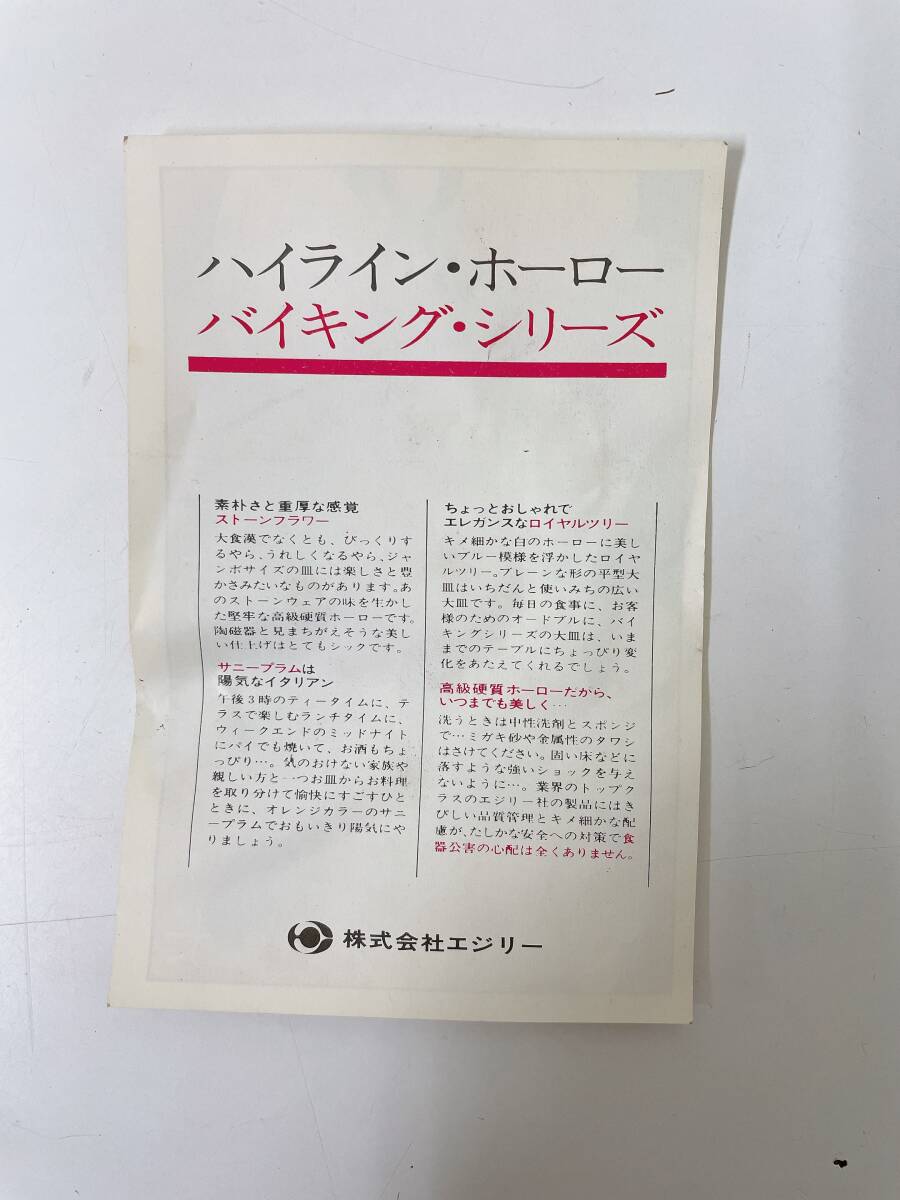 ハイライン・ホーロー
バイキング・シリーズ
素朴さと重厚な感覚
ストーンフラワー
大食漢でなくとも、びっくりす
るやら、うれしくなるやら、ジャ
ンボサイズの皿には楽しさと豊
かさみたいなものがあります。あ
のストーンウェアの味を生かし
た堅牢な高級硬質ホーローです。
陶磁器と見まちがえそうな美し
い仕上げはとてもシックです。
サニープラムは
陽気なイタリアン
午後3時のティータイムに、テ
ラスで楽しむランチタイムに、
ウィークエンドのミッドナイト
にパイでも焼いて、お酒もちょ
っぴり…。気のおけない家族や
親しい方と一つお皿からお料理
を取り分けて愉快にすごすひと
ときに、オレンジカラーのサニ
ープラムでおもいきり陽気にや
りましょう。
ちょっとおしゃれで
エレガンスなロイヤルツリー
キメ細かな白のホーローに美し
いブルー模様を浮かしたロイヤ
ルツリー。プレーンな形の平型大
皿はいちだんと使いみちの広い
大皿です。毎日の食事に、お客
様のためのオードブルに、バイ
キングシリーズの大皿は、いま
までのテーブルにちょっぴり変
化をあたえてくれるでしょう。
高級硬質ホーローだから、
いつまでも美しく…
洗うときは中性洗剤とスポンジ
で…ミガキ砂や金属性のタワシ
はさけてください。固い床などに
落すような強いショックを与え
ないように…。業界のトップク
ラスのエジリー社の製品にはき
びしい品質管理とキメ細かな配
慮が、たしかな安全への対策で食
器公害の心配は全くありません。
株式会社エジリー